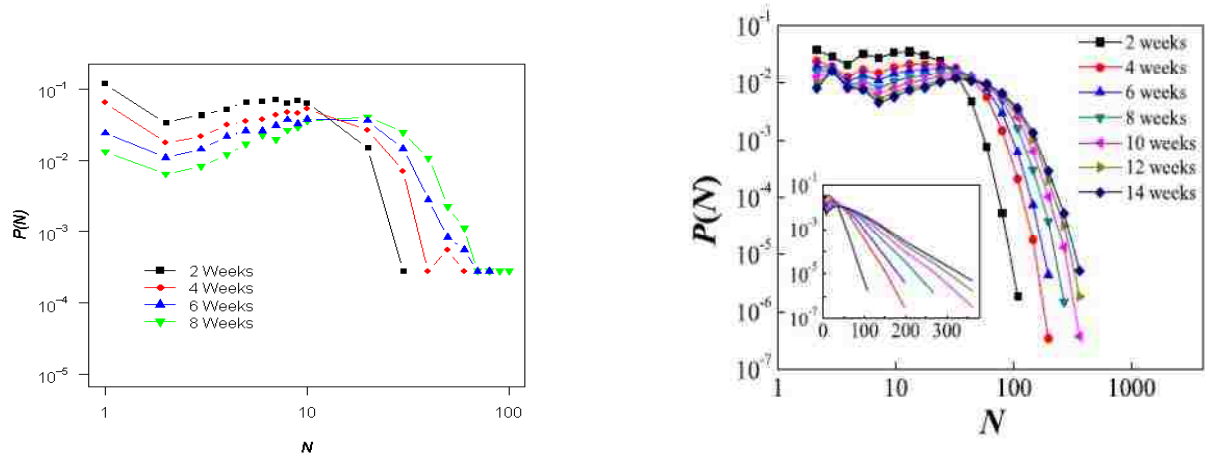 10⁻¹
10⁻²
10⁻³
10⁻⁴
10⁻⁵
P(N)
2 Weeks
4 Weeks
6 Weeks
8 Weeks
1
10
100
N
10⁻¹
10⁻²
10⁻³
10⁻⁴
10⁻⁵
10⁻⁶
10⁻⁷
P(N)
2 weeks
4 weeks
6 weeks
8 weeks
10 weeks
12 weeks
14 weeks
10⁻¹
10⁻³
10⁻⁵
10⁻⁷
0
100
200
300
1
10
100
1000
N